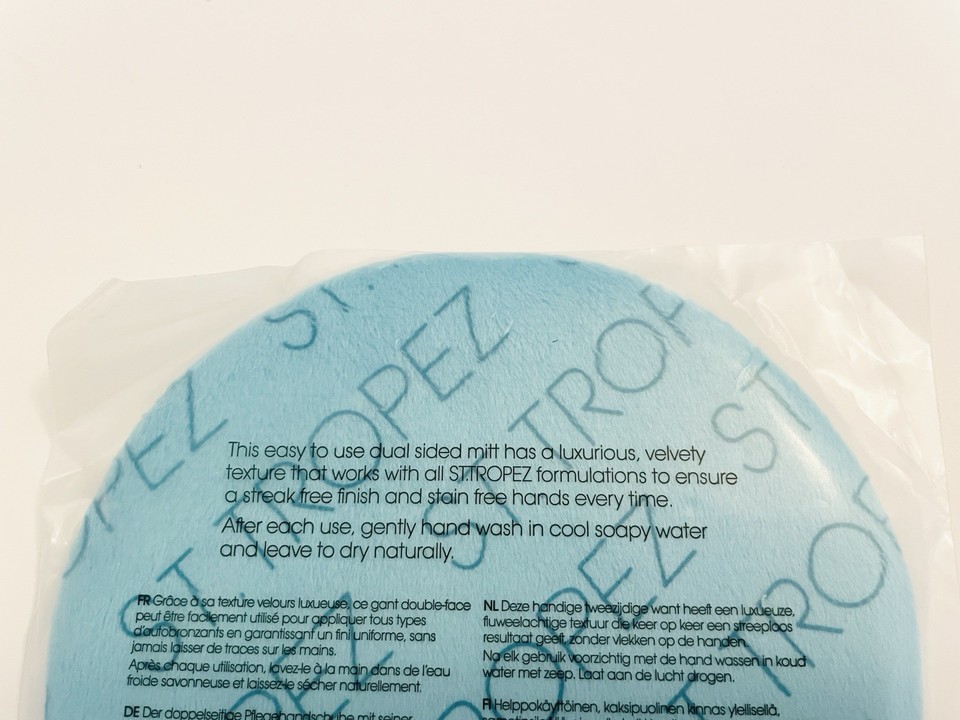 ST. TROPEZ
ST. TROPEZ
This easy to use dual sided mitt has a luxurious, velvety
texture that works with all ST.TROPEZ formulations to ensure
a streak free finish and stain free hands every time.
After each use, gently hand wash in cool soapy water
and leave to dry naturally.
FR Grâce à sa texture velours luxueuse, ce gant double-face
peut être facilement utilisé pour appliquer tous types
d'autobronzants en garantissant un fini uniforme, sans
jamais laisser de traces sur les mains.
Après chaque utilisation, lavez-le à la main dans de l'eau
froide savonneuse et laissez-le sécher naturellement.
DE Der doppelseitige Pflegehandschuhe mit seiner
NL Deze handige tweezijdige want heeft een luxueuze,
fluweelachtige textuur die keer op keer een streeploos
resultaat geeft, zonder vlekken op de handen.
Na elk gebruik voorzichtig met de hand wassen in koud
water met zeep. Laat aan de lucht drogen.
FI Helppokäyttöinen, kaksipuolinen kinnas ylellisellä,